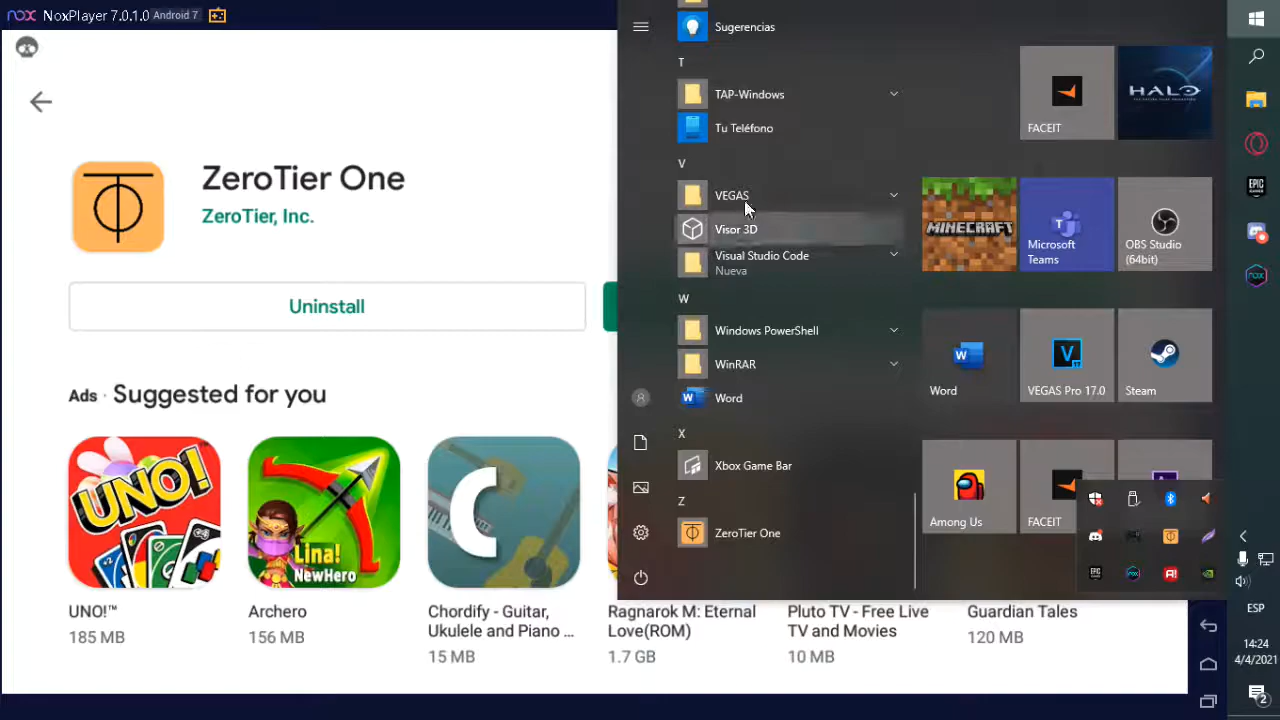 NoxPlayer 7.0.1.0 Android 7
ZeroTier One
ZeroTier, Inc.
Uninstall
Ads · Suggested for you
UNO!
Lina!
NewHero
UNO!™
185 MB
Archero
156 MB
Chordify - Guitar,
Ukulele and Piano ...
15 MB
Ragnarok M: Eternal
Love(ROM)
1.7 GB
Pluto TV - Free Live
TV and Movies
10 MB
Guardian Tales
120 MB
Sugerencias
T
TAP-Windows
Tu Teléfono
V
VEGAS
Visor 3D
Visual Studio Code
Nueva
W
Windows PowerShell
WinRAR
Word
X
Xbox Game Bar
Z
ZeroTier One
FACEIT
HALO
MINECRAFT
Microsoft
Teams
OBS Studio
(64bit)
Word
VEGAS Pro 17.0
Steam
Among Us
FACEIT
ESP
14:24
4/4/2021
2